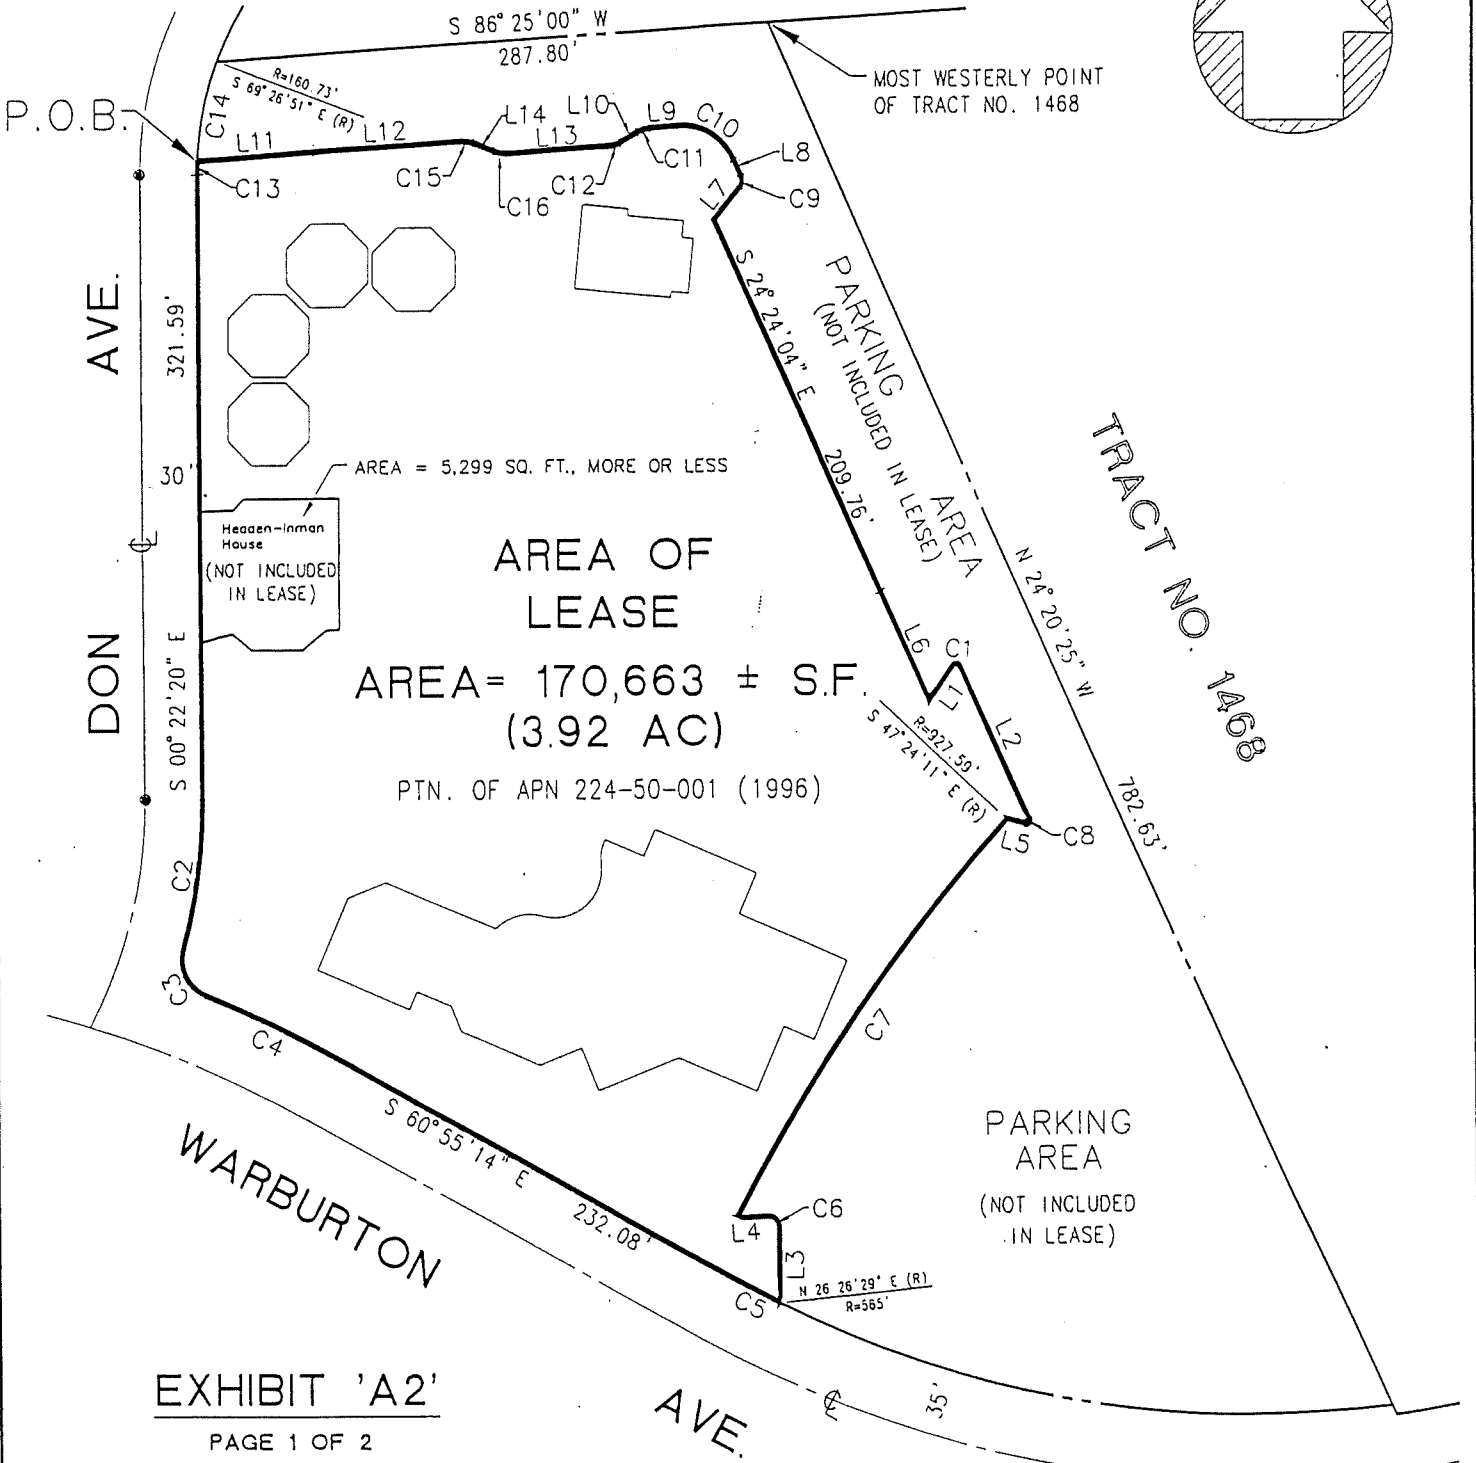 S 86° 25'00" W
287.80'
MOST WESTERLY POINT
OF TRACT NO. 1468
P.O.B.
R=160.73'
S 69° 26'51" E (R)
C14
L11
L12
L14
L10
L13
L9
C10
L8
C11
C15
C12
C13
C16
C9
L7
DON AVE.
321.59'
30'
S 00° 22'20" E
S 24° 24'04" E
209.76'
PARKING AREA
(NOT INCLUDED IN LEASE)
TRACT NO. 1468
N 24° 20'25" W
782.63'
AREA = 5,299 SQ. FT., MORE OR LESS
House
(NOT INCLUDED
IN LEASE)
AREA OF
LEASE
AREA= 170,663 ± S.F.
(3.92 AC)
PTN. OF APN 224-50-001 (1996)
L6
C1
L1
L2
R=927.59'
S 47° 24'11" E (R)
L5
C8
C2
C3
C4
C7
S 60° 55'14" E
232.08'
WARBURTON AVE.
PARKING
AREA
(NOT INCLUDED
IN LEASE)
C6
L4
L3
C5
N 26 26'29" E (R)
R=565'
35'
EXHIBIT 'A2'
PAGE 1 OF 2